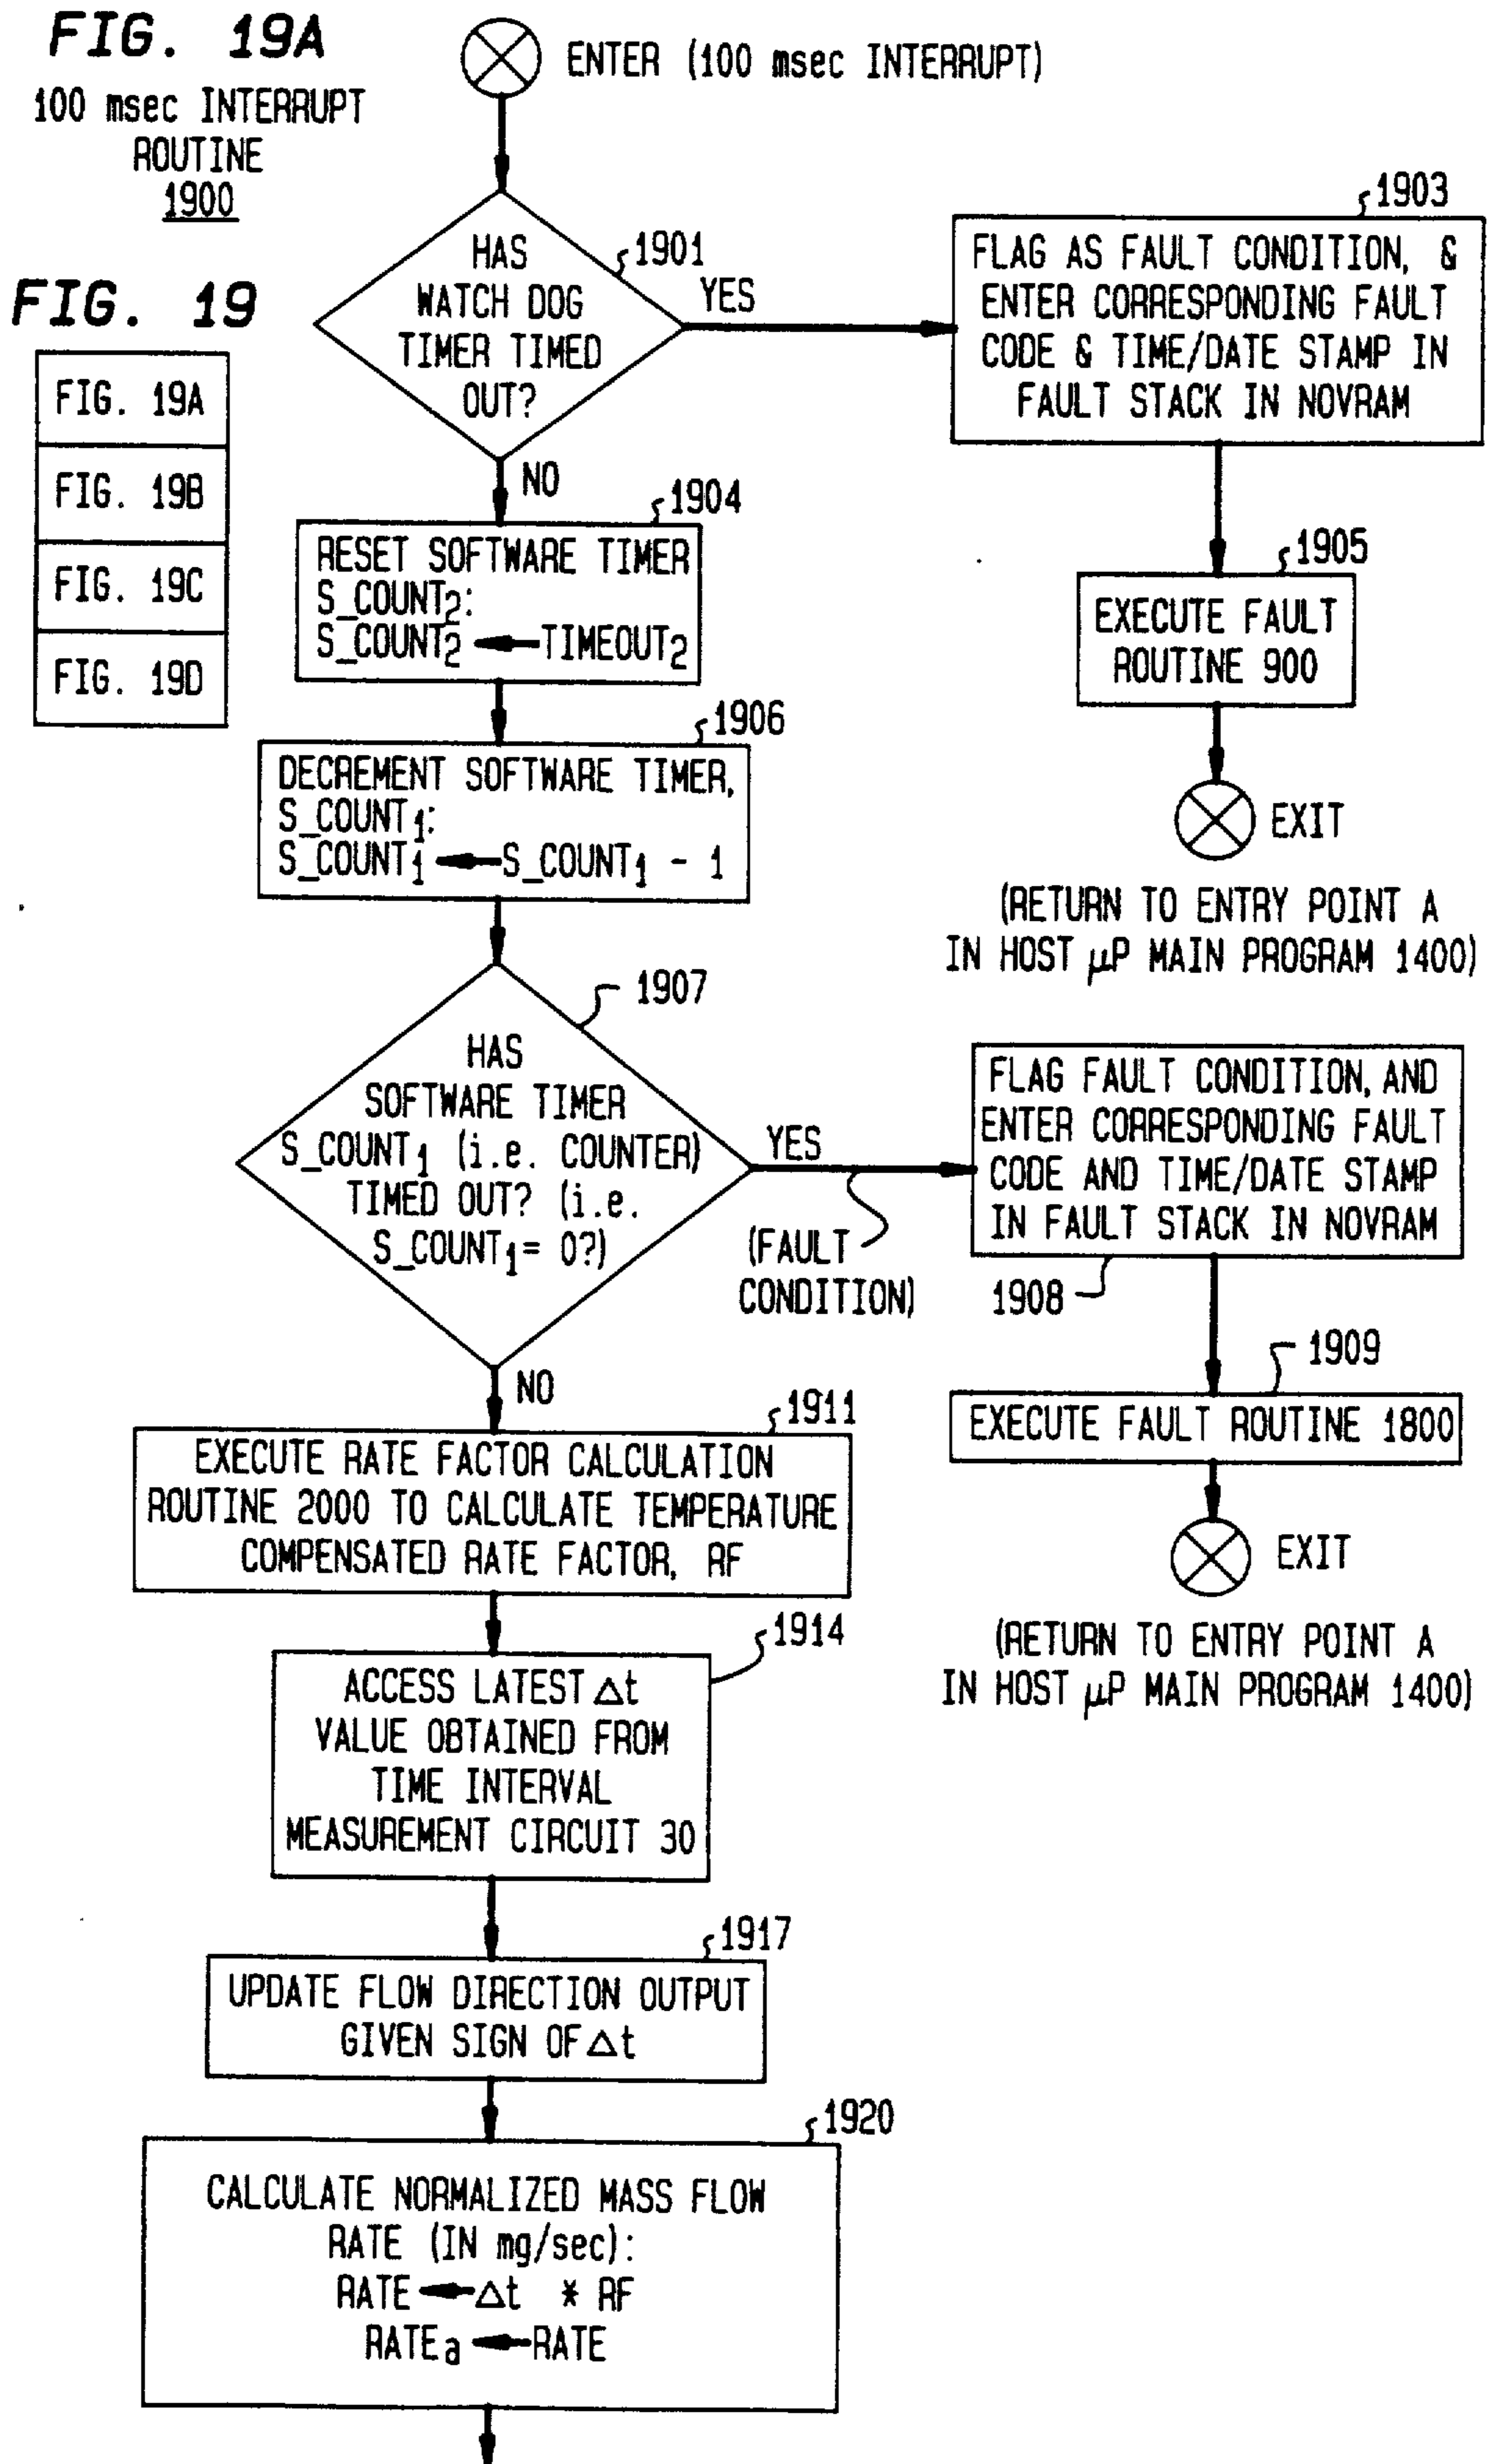 FIG. 19A
100 msec INTERRUPT
ROUTINE
1900
ENTER (100 msec INTERRUPT)
FIG. 19
FIG. 19A
FIG. 19B
FIG. 19C
FIG. 19D
HAS
WATCH DOG
TIMER TIMED
OUT?
1901
YES
1903
FLAG AS FAULT CONDITION, &
ENTER CORRESPONDING FAULT
CODE & TIME/DATE STAMP IN
FAULT STACK IN NOVRAM
1905
EXECUTE FAULT
ROUTINE 900
EXIT
(RETURN TO ENTRY POINT A
IN HOST μP MAIN PROGRAM 1400)
NO
1904
RESET SOFTWARE TIMER
S_COUNT2:
S_COUNT2 ← TIMEOUT2
1906
DECREMENT SOFTWARE TIMER,
S_COUNT1:
S_COUNT1 ← S_COUNT1 - 1
1907
HAS
SOFTWARE TIMER
S_COUNT1 (i.e. COUNTER)
TIMED OUT? (i.e.
S_COUNT1= 0?)
YES
(FAULT
CONDITION)
FLAG FAULT CONDITION, AND
ENTER CORRESPONDING FAULT
CODE AND TIME/DATE STAMP
IN FAULT STACK IN NOVRAM
1908
1909
EXECUTE FAULT ROUTINE 1800
EXIT
(RETURN TO ENTRY POINT A
IN HOST μP MAIN PROGRAM 1400)
NO
1911
EXECUTE RATE FACTOR CALCULATION
ROUTINE 2000 TO CALCULATE TEMPERATURE
COMPENSATED RATE FACTOR, RF
1914
ACCESS LATEST Δt
VALUE OBTAINED FROM
TIME INTERVAL
MEASUREMENT CIRCUIT 30
1917
UPDATE FLOW DIRECTION OUTPUT
GIVEN SIGN OF Δt
1920
CALCULATE NORMALIZED MASS FLOW
RATE (IN mg/sec):
RATE ← Δt * RF
RATEa ← RATE